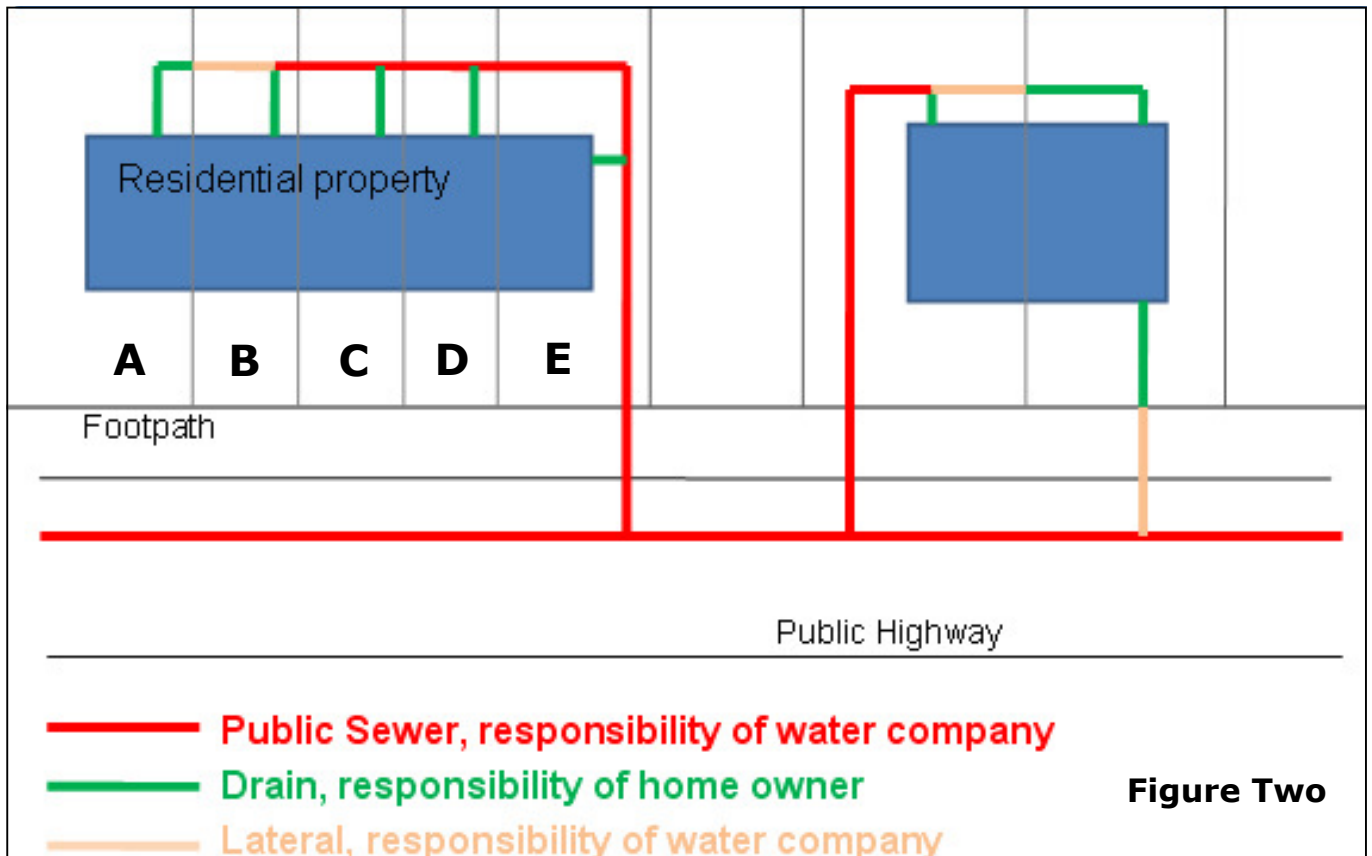 Residential property
A B C D E
Footpath
Public Highway
Public Sewer, responsibility of water company
Drain, responsibility of home owner
Figure Two
Lateral, responsibility of water company